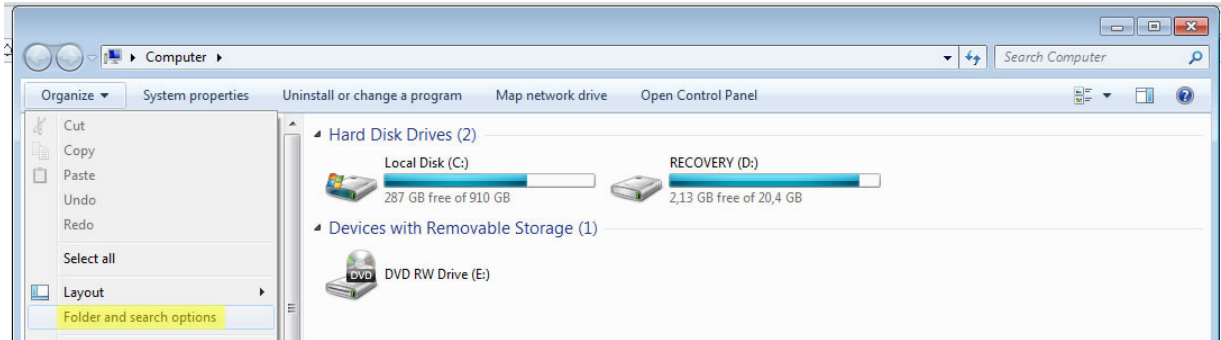 Computer
Search Computer
Organize System properties Uninstall or change a program Map network drive Open Control Panel
Cut
Copy
Paste
Undo
Redo
Select all
Layout
Folder and search options
Hard Disk Drives (2)
Local Disk (C:)
287 GB free of 910 GB
RECOVERY (D:)
2,13 GB free of 20,4 GB
Devices with Removable Storage (1)
DVD
DVD RW Drive (E:)